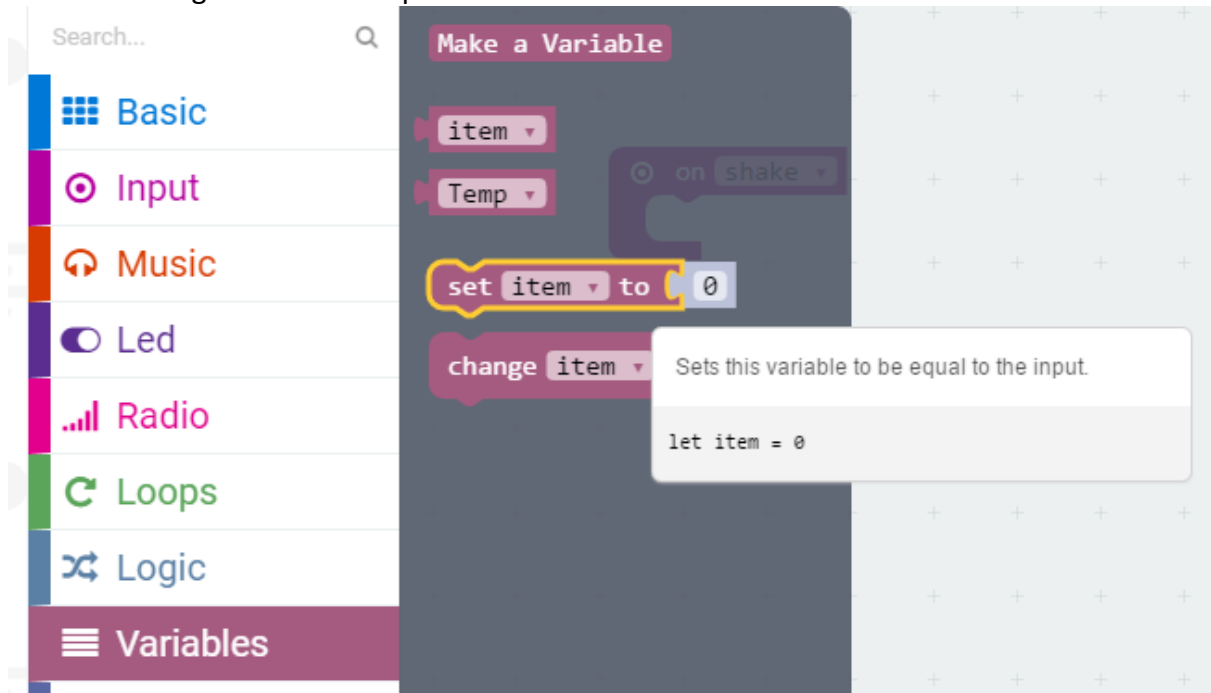 Search...
Basic
Input
Music
Led
Radio
Loops
Logic
Variables
Make a Variable
item
Temp
on shake
set item to 0
change item
Sets this variable to be equal to the input.
let item = 0